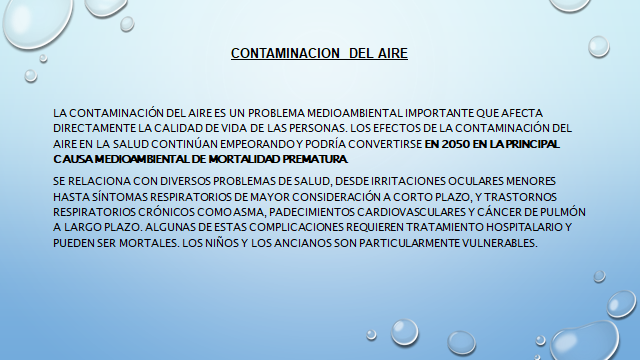 CONTAMINACION DEL AIRE
LA CONTAMINACIÓN DEL AIRE ES UN PROBLEMA MEDIOAMBIENTAL IMPORTANTE QUE AFECTA
DIRECTAMENTE LA CALIDAD DE VIDA DE LAS PERSONAS. LOS EFECTOS DE LA CONTAMINACIÓN DEL
AIRE EN LA SALUD CONTINÚAN EMPEORANDO Y PODRÍA CONVERTIRSE EN 2050 EN LA PRINCIPAL
CAUSA MEDIOAMBIENTAL DE MORTALIDAD PREMATURA.
SE RELACIONA CON DIVERSOS PROBLEMAS DE SALUD, DESDE IRRITACIONES OCULARES MENORES
HASTA SÍNTOMAS RESPIRATORIOS DE MAYOR CONSIDERACIÓN A CORTO PLAZO, Y TRASTORNOS
RESPIRATORIOS CRÓNICOS COMO ASMA, PADECIMIENTOS CARDIOVASCULARES Y CÁNCER DE PULMÓN
A LARGO PLAZO. ALGUNAS DE ESTAS COMPLICACIONES REQUIEREN TRATAMIENTO HOSPITALARIO Y
PUEDEN SER MORTALES. LOS NIÑOS Y LOS ANCIANOS SON PARTICULARMENTE VULNERABLES.